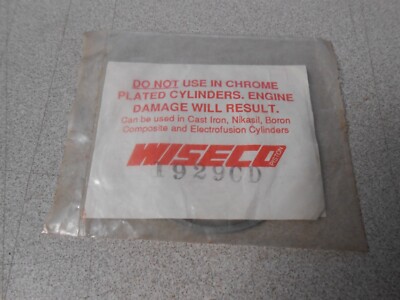 DO NOT USE IN CHROME
PLATED CYLINDERS. ENGINE
DAMAGE WILL RESULT.
Can be used in Cast Iron, Nikasil, Boron
Composite and Electrofusion Cylinders
WISECO
PISTON
1929CD